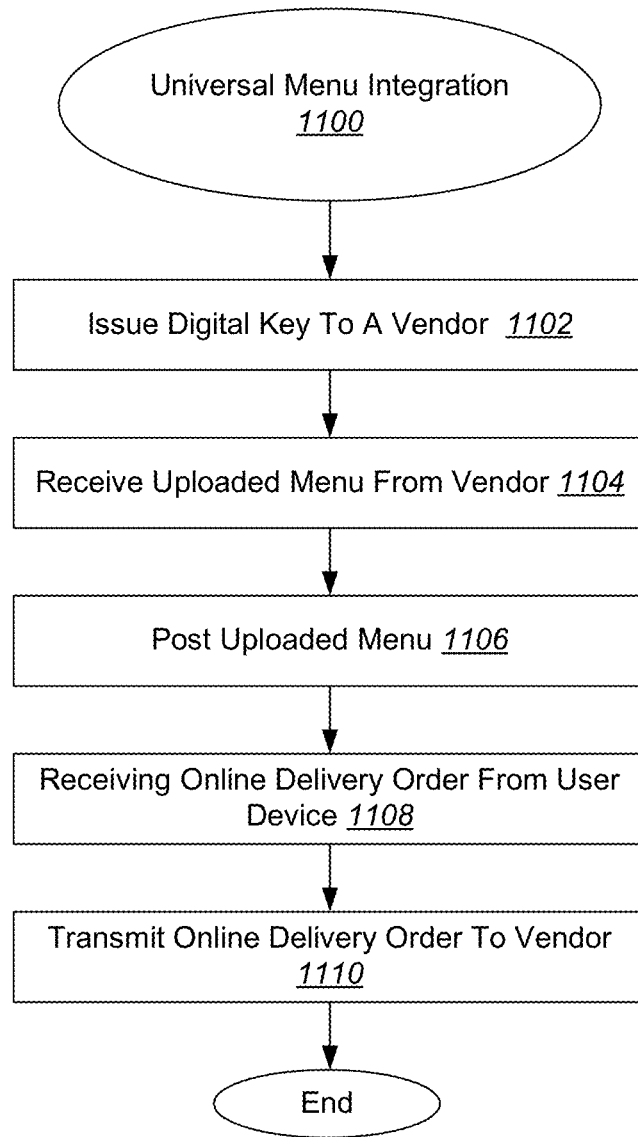 Universal Menu Integration
1100
Issue Digital Key To A Vendor 1102
Receive Uploaded Menu From Vendor 1104
Post Uploaded Menu 1106
Receiving Online Delivery Order From User
Device 1108
Transmit Online Delivery Order To Vendor
1110
End